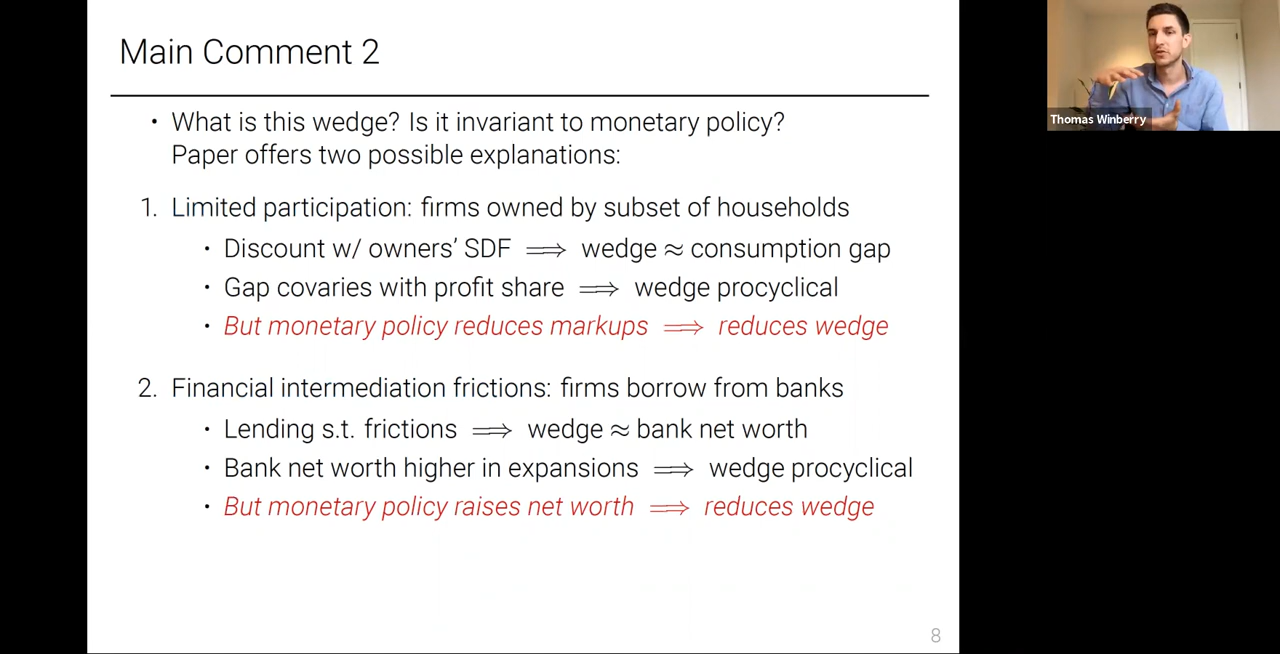 Main Comment 2
• What is this wedge? Is it invariant to monetary policy?
Paper offers two possible explanations:
1. Limited participation: firms owned by subset of households
• Discount w/ owners’ SDF ⟹ wedge ≈ consumption gap
• Gap covaries with profit share ⟹ wedge procyclical
• But monetary policy reduces markups ⟹ reduces wedge
2. Financial intermediation frictions: firms borrow from banks
• Lending s.t. frictions ⟹ wedge ≈ bank net worth
• Bank net worth higher in expansions ⟹ wedge procyclical
• But monetary policy raises net worth ⟹ reduces wedge
8
Thomas Winberry